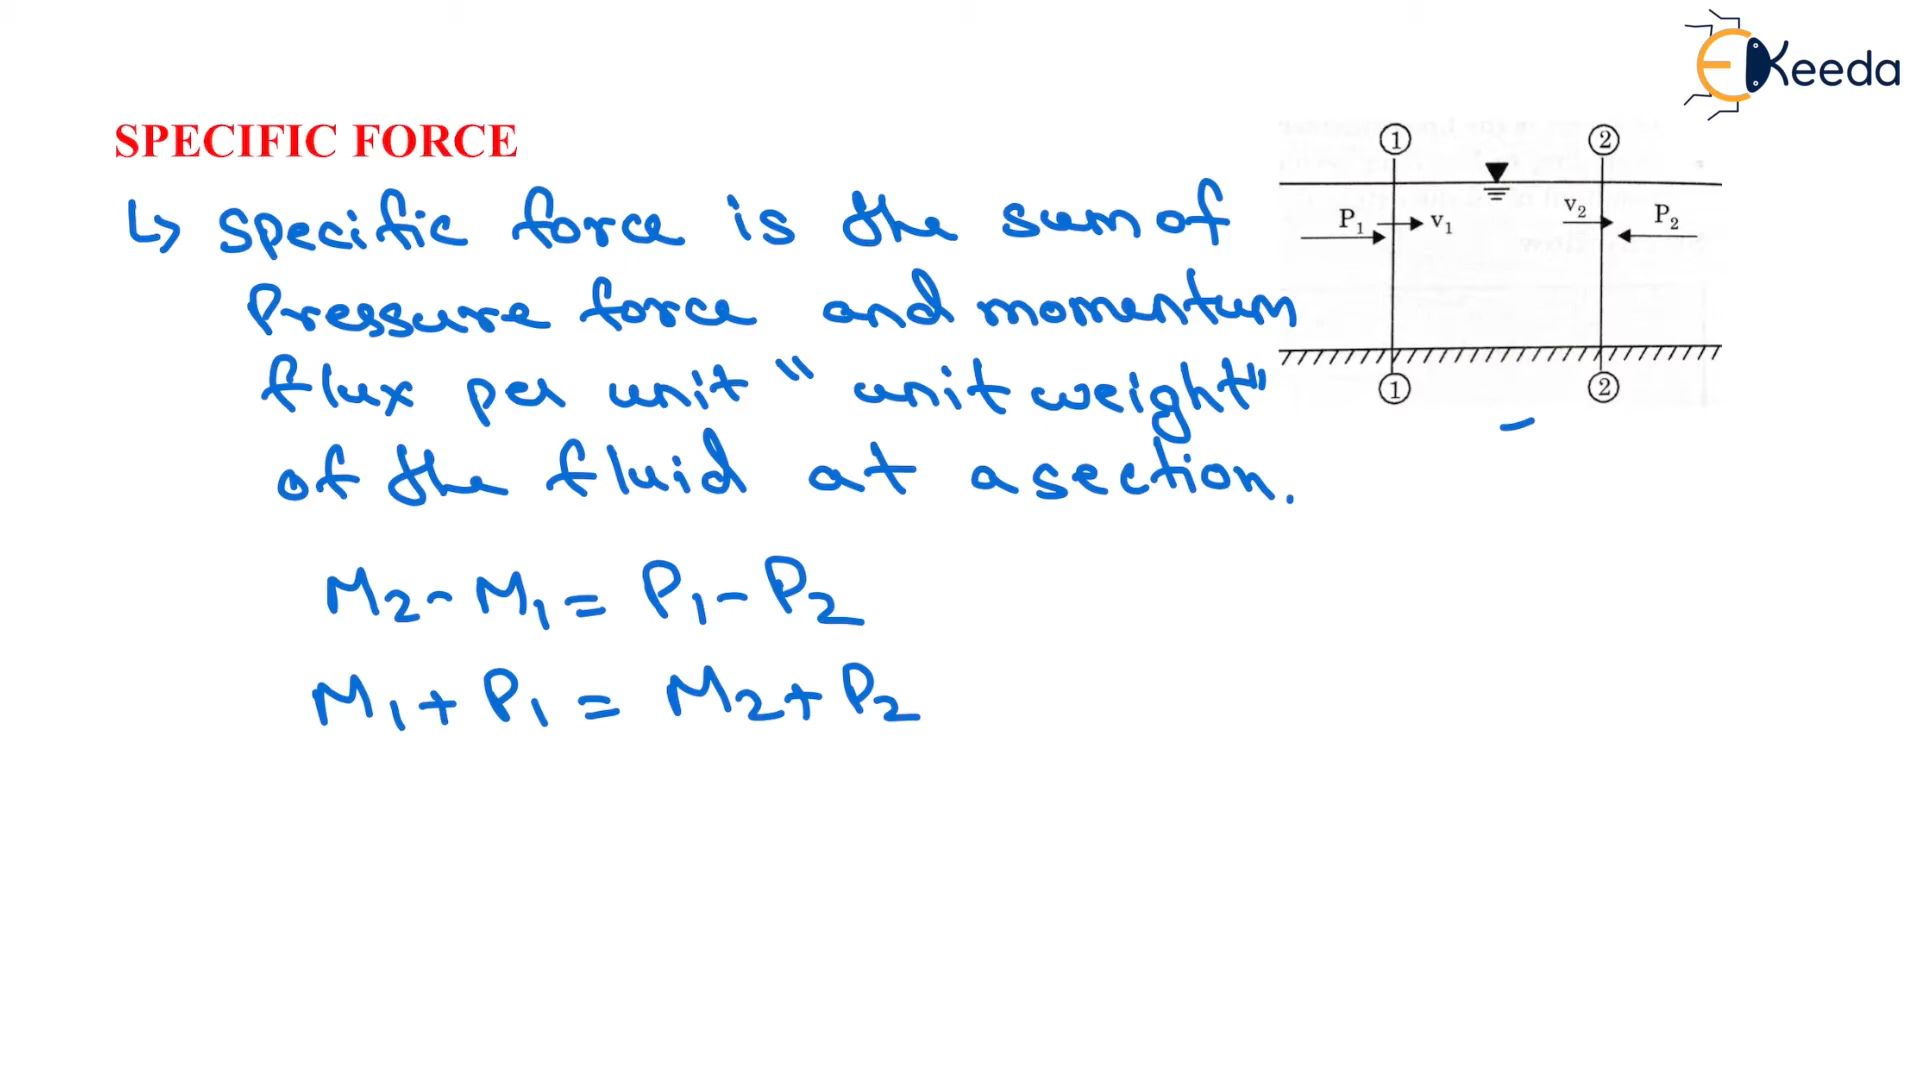 EKeeda
SPECIFIC FORCE
↳ specific force is the sum of
Pressure force and momentum
flux per unit " unit weight"
of the fluid at a section.
M₂ - M₁ = P₁ - P₂
M₁ + P₁ = M₂ + P₂
① ②
P₁ v₁ v₂ P₂
① ②